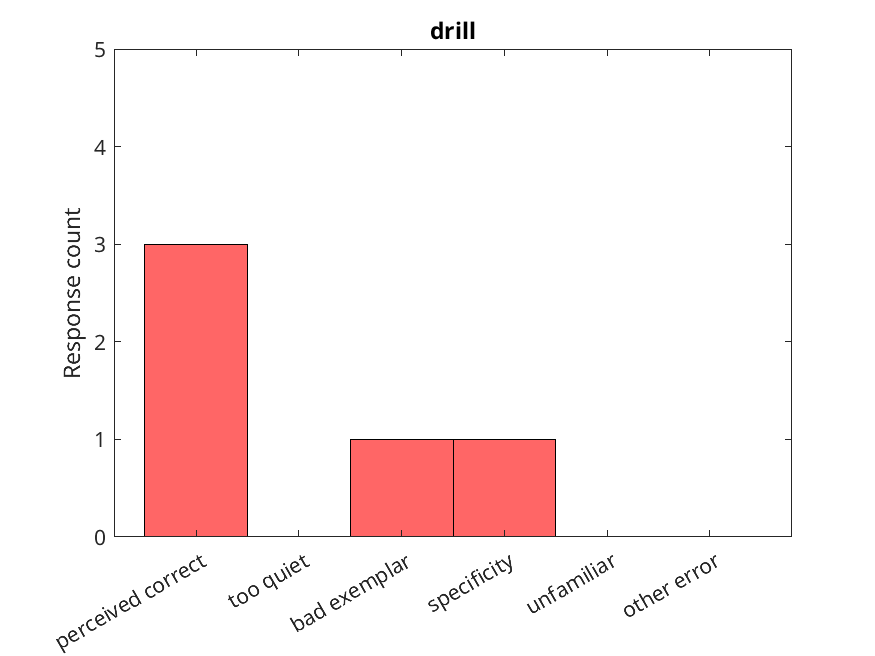 drill
5
4
3
2
1
0
Response count
perceived correct
too quiet
bad exemplar
specificity
unfamiliar
other error